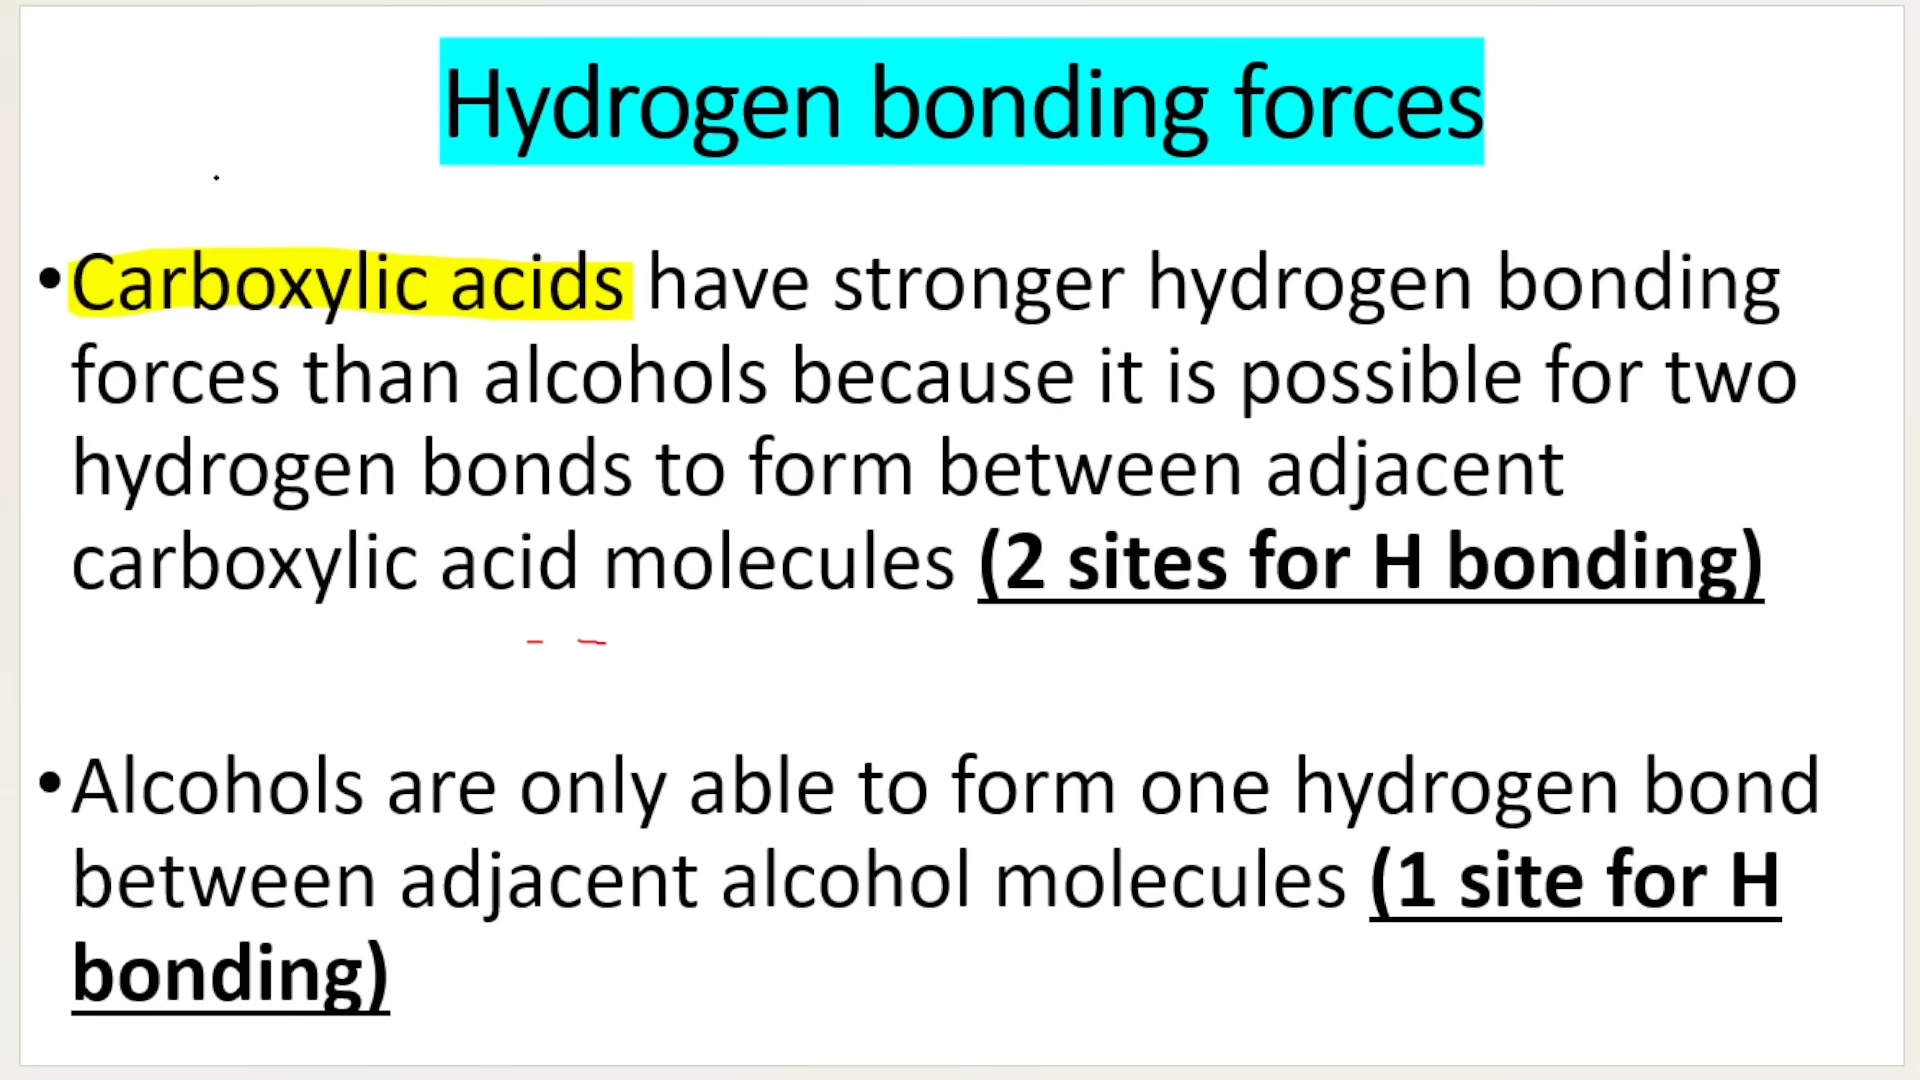 Hydrogen bonding forces
•Carboxylic acids have stronger hydrogen bonding
forces than alcohols because it is possible for two
hydrogen bonds to form between adjacent
carboxylic acid molecules (2 sites for H bonding)
•Alcohols are only able to form one hydrogen bond
between adjacent alcohol molecules (1 site for H
bonding)